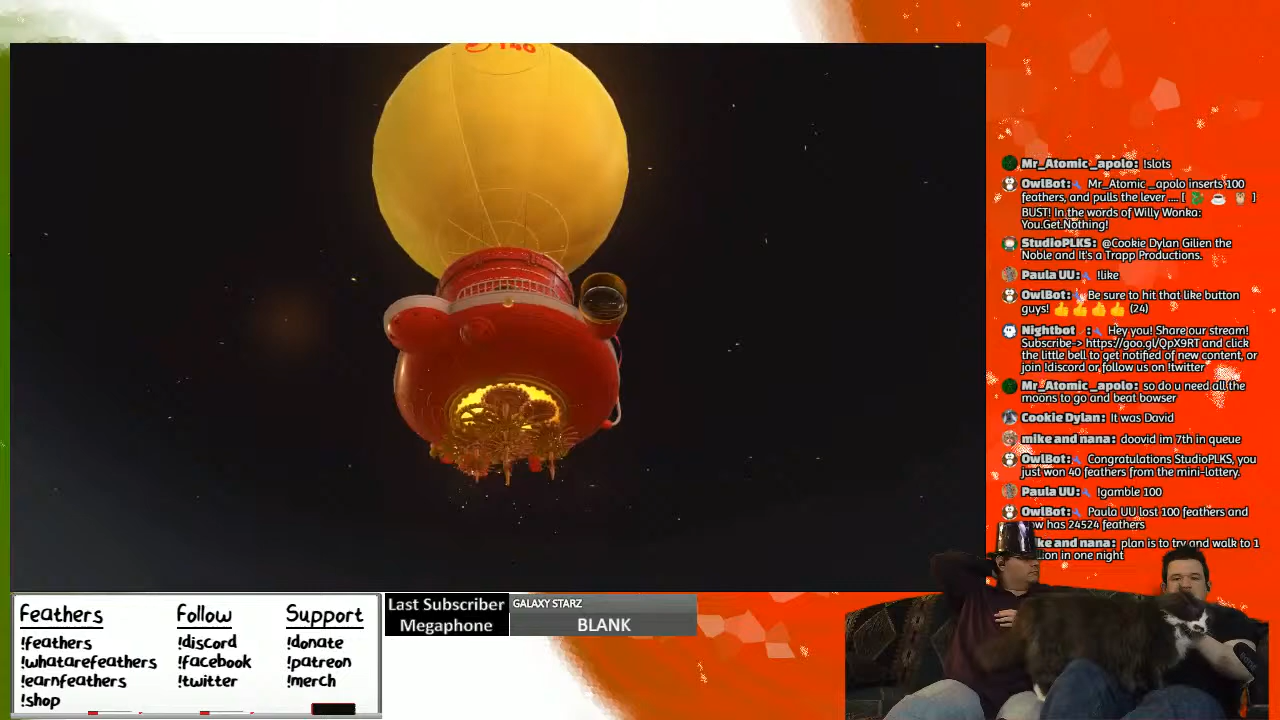 140
Mr_Atomic_apolo: !slots
OwlBot: Mr_Atomic _apolo inserts 100
feathers, and pulls the lever .... [ ]
BUST! In the words of Willy Wonka:
You.Get.Nothing!
StudioPLKS: @Cookie Dylan Gilien the
Noble and It's a Trapp Productions.
Paula UU: !like
OwlBot: Be sure to hit that like button
guys! 👍👍👍👍 (24)
Nightbot: Hey you! Share our stream!
Subscribe-> https://goo.gl/QpX9RT and click
the little bell to get notified of new content, or
join !discord or follow us on !twitter
Mr_Atomic_apolo: so do u need all the
moons to go and beat bowser
Cookie Dylan: It was David
mike and nana: doovid im 7th in queue
OwlBot: Congratulations StudioPLKS, you
just won 40 feathers from the mini-lottery.
Paula UU: !gamble 100
OwlBot: Paula UU lost 100 feathers and
ow has 24524 feathers
ke and nana: plan is to try and walk to 1
on in one night
Feathers
!feathers
!whatarefeathers
!earnfeathers
!shop
Follow
!discord
!facebook
!twitter
Support
!donate
!patreon
!merch
Last Subscriber
Megaphone
GALAXY STARZ
BLANK